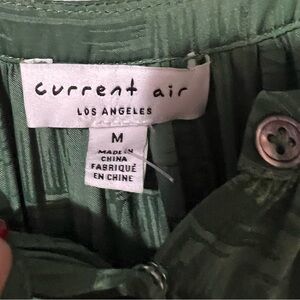 current air
LOS ANGELES
M
MADE IN
CHINA
FABRIQUÉ
EN CHINE